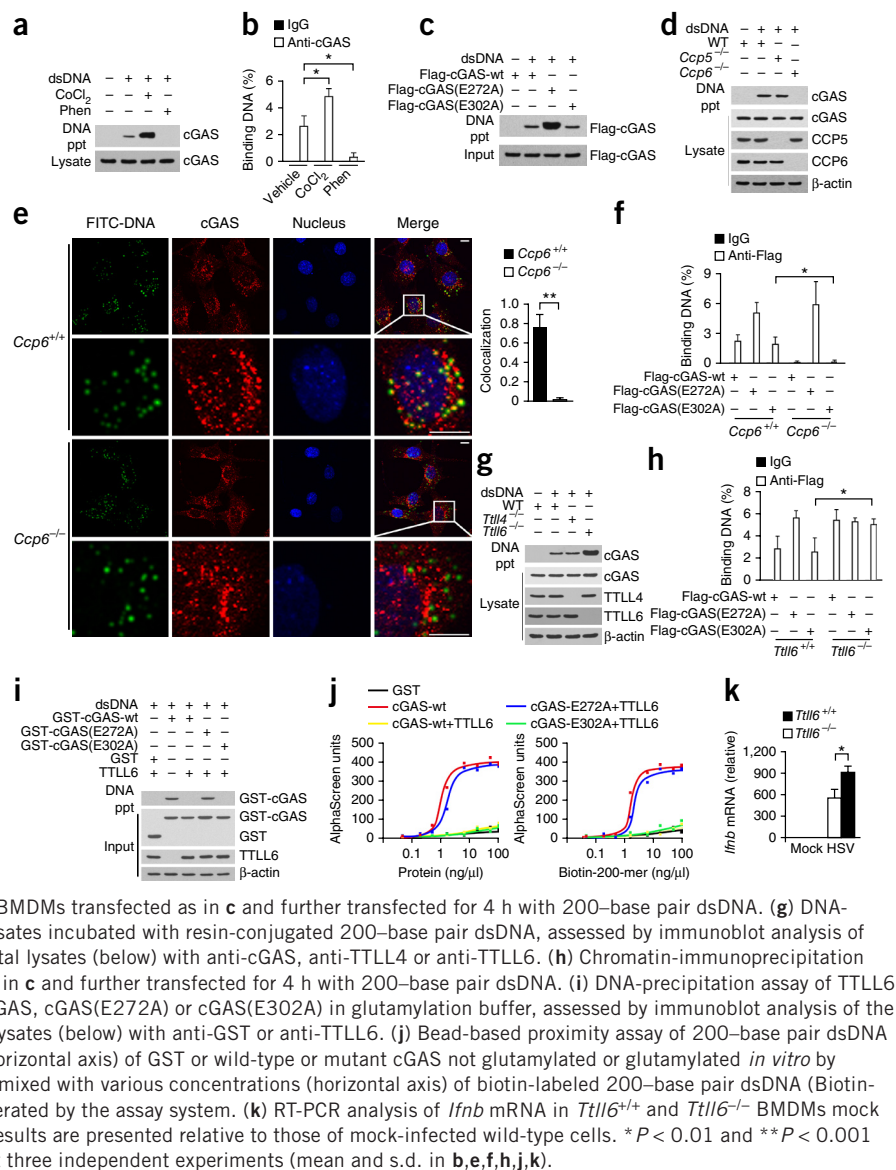 a
dsDNA – + + +
CoCl2 – – + –
Phen – – – +
DNA ppt cGAS
Lysate cGAS
b
IgG
Anti-cGAS
Binding DNA (%)
6
5
4
3
2
1
0
*
*
Vehicle
CoCl2
Phen
c
dsDNA – + + +
Flag-cGAS-wt + + – –
Flag-cGAS(E272A) – – + –
Flag-cGAS(E302A) – – – +
DNA ppt Flag-cGAS
Input Flag-cGAS
d
dsDNA – + + +
WT + + – –
Ccp5–/– – – + –
Ccp6–/– – – – +
DNA ppt cGAS
Lysate
cGAS
CCP5
CCP6
β-actin
e
FITC-DNA cGAS Nucleus Merge
Ccp6+/+
Ccp6–/–
Ccp6+/+
Ccp6–/–
Colocalization
1.0
0.8
0.6
0.4
0.2
0
**
f
IgG
Anti-Flag
Binding DNA (%)
9
6
3
0
*
Flag-cGAS-wt + – – + – –
Flag-cGAS(E272A) – + – – + –
Flag-cGAS(E302A) – – + – – +
Ccp6+/+ Ccp6–/–
g
dsDNA – + + +
WT + + – –
Ttll4–/– – – + –
Ttll6–/– – – – +
DNA ppt cGAS
Lysate
cGAS
TTLL4
TTLL6
β-actin
h
IgG
Anti-Flag
Binding DNA (%)
7
6
5
4
3
2
1
0
*
Flag-cGAS-wt + – – + – –
Flag-cGAS(E272A) – + – – + –
Flag-cGAS(E302A) – – + – – +
Ttll6+/+ Ttll6–/–
i
dsDNA + + + + +
GST-cGAS-wt – + + – –
GST-cGAS(E272A) – – – + –
GST-cGAS(E302A) – – – – +
GST + – – – –
TTLL6 + – + + +
DNA ppt GST-cGAS
Input
GST-cGAS
GST
TTLL6
β-actin
j
GST
cGAS-wt
cGAS-wt+TTLL6
cGAS-E272A+TTLL6
cGAS-E302A+TTLL6
AlphaScreen units
500
400
300
200
100
0
0.1 1 10 100
Protein (ng/µl)
AlphaScreen units
500
400
300
200
100
0
0.1 1 10 100
Biotin-200-mer (ng/µl)
k
Ttll6+/+
Ttll6–/–
Ifnb mRNA (relative)
1,200
900
600
300
0
*
Mock HSV
BMDMs transfected as in c and further transfected for 4 h with 200–base pair dsDNA. (g) DNA-
sates incubated with resin-conjugated 200–base pair dsDNA, assessed by immunoblot analysis of
tal lysates (below) with anti-cGAS, anti-TTLL4 or anti-TTLL6. (h) Chromatin-immunoprecipitation
in c and further transfected for 4 h with 200–base pair dsDNA. (i) DNA-precipitation assay of TTLL6
GAS, cGAS(E272A) or cGAS(E302A) in glutamylation buffer, assessed by immunoblot analysis of the
ysates (below) with anti-GST or anti-TTLL6. (j) Bead-based proximity assay of 200–base pair dsDNA
orizontal axis) of GST or wild-type or mutant cGAS not glutamylated or glutamylated in vitro by
mixed with various concentrations (horizontal axis) of biotin-labeled 200–base pair dsDNA (Biotin-
erated by the assay system. (k) RT-PCR analysis of Ifnb mRNA in Ttll6+/+ and Ttll6–/– BMDMs mock
esults are presented relative to those of mock-infected wild-type cells. *P < 0.01 and **P < 0.001
t three independent experiments (mean and s.d. in b,e,f,h,j,k).